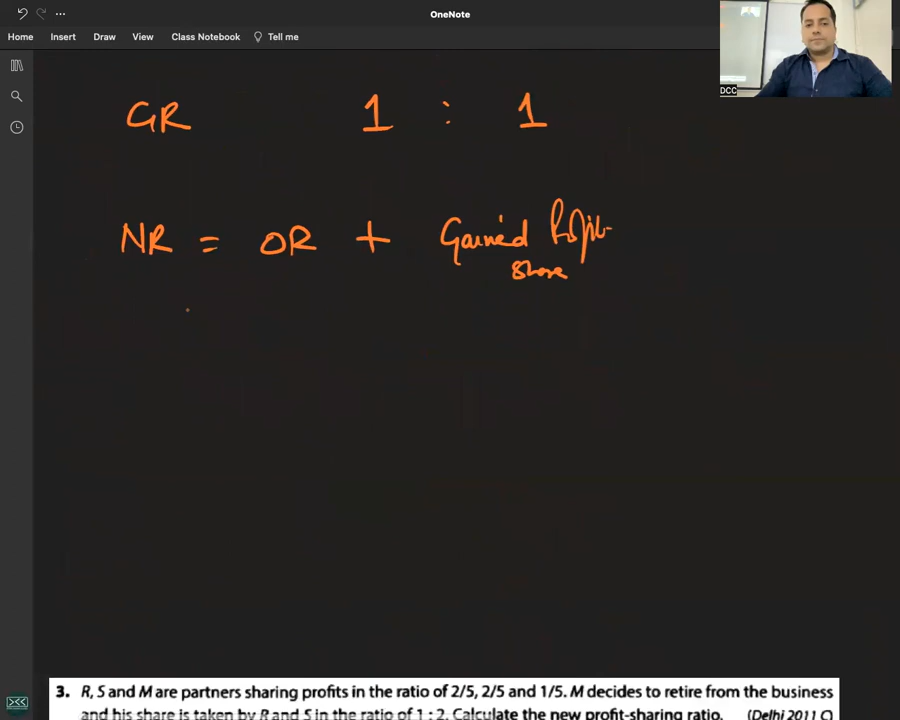 OneNote
Home Insert Draw View Class Notebook Tell me
DCC
GR 1 : 1
NR = OR + Gained Profit
Share
3. R, S and M are partners sharing profits in the ratio of 2/5, 2/5 and 1/5. M decides to retire from the business
and his share is taken by R and S in the ratio of 1 : 2. Calculate the new profit-sharing ratio. (Delhi 2011 C)